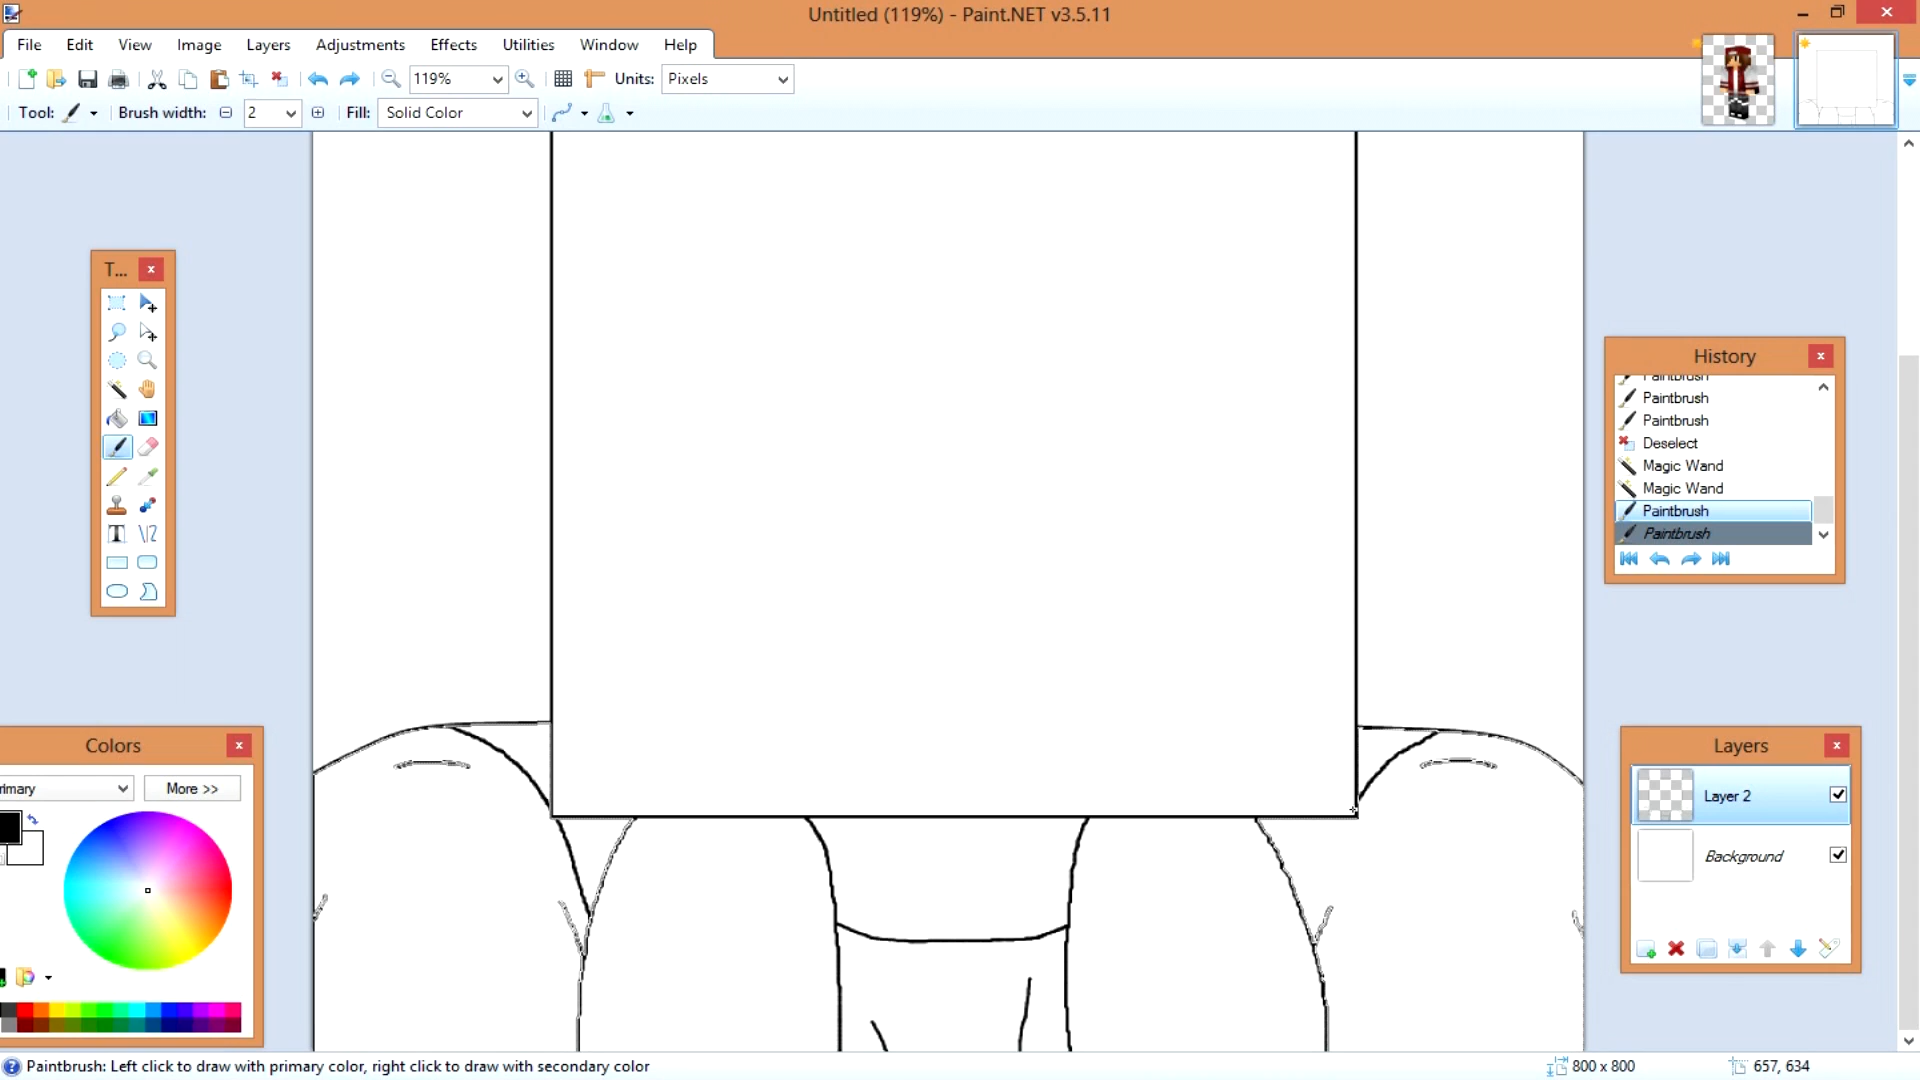 Untitled (119%) - Paint.NET v3.5.11
File Edit View Image Layers Adjustments Effects Utilities Window Help
119% Units: Pixels
Tool: Brush width: 2 Fill: Solid Color
T...
History
Paintbrush
Paintbrush
Paintbrush
Deselect
Magic Wand
Magic Wand
Paintbrush
Paintbrush
Colors
rimary More >>
Layers
Layer 2
Background
Paintbrush: Left click to draw with primary color, right click to draw with secondary color
800 x 800 657, 634